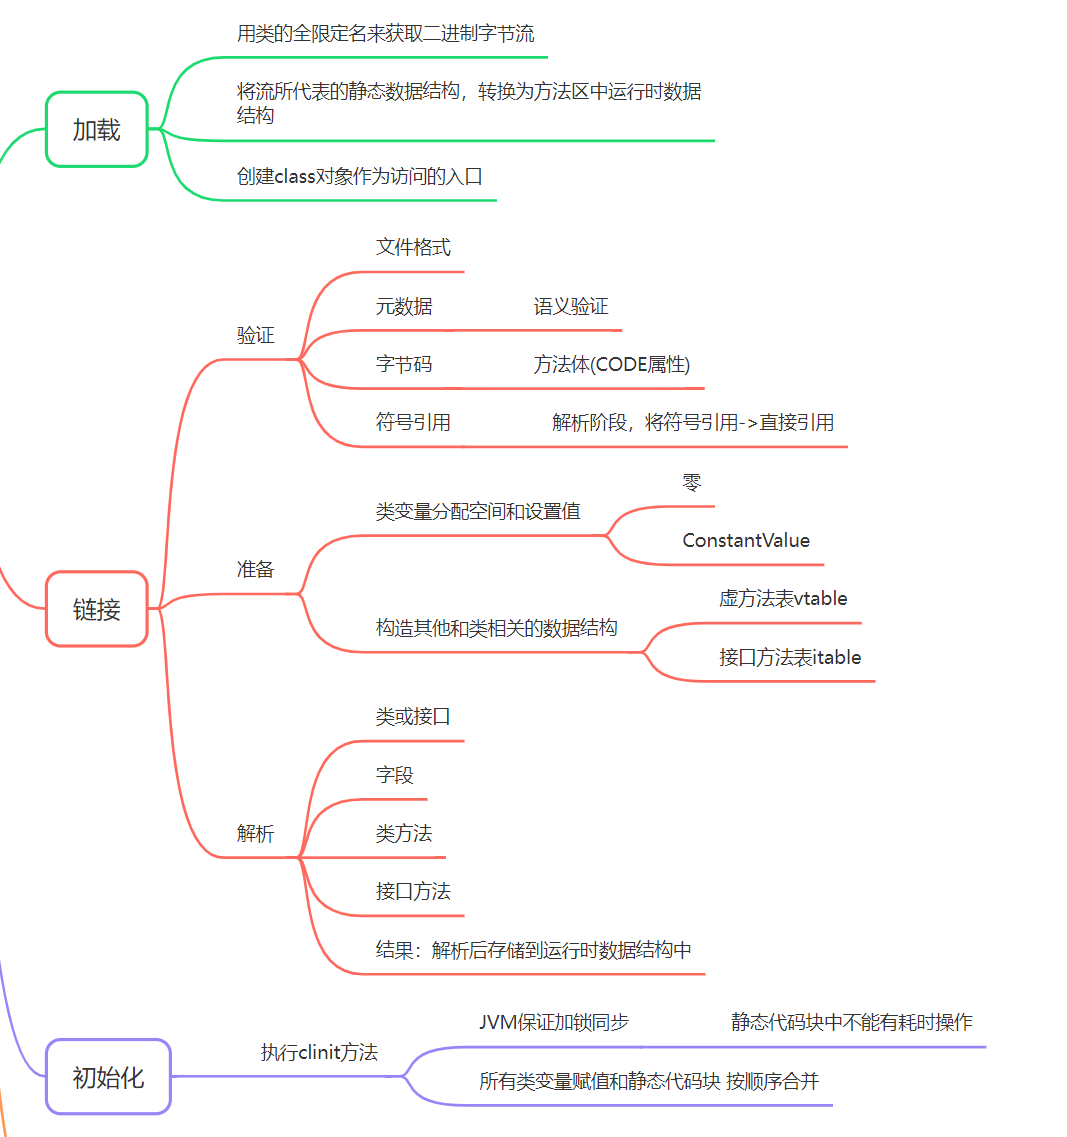 加载
用类的全限定名来获取二进制字节流
将流所代表的静态数据结构，转换为方法区中运行时数据
结构
创建class对象作为访问的入口
链接
验证
文件格式
元数据
语义验证
字节码
方法体(CODE属性)
符号引用
解析阶段，将符号引用->直接引用
准备
类变量分配空间和设置值
零
ConstantValue
构造其他和类相关的数据结构
虚方法表vtable
接口方法表itable
解析
类或接口
字段
类方法
接口方法
结果：解析后存储到运行时数据结构中
初始化
执行clinit方法
JVM保证加锁同步
静态代码块中不能有耗时操作
所有类变量赋值和静态代码块 按顺序合并